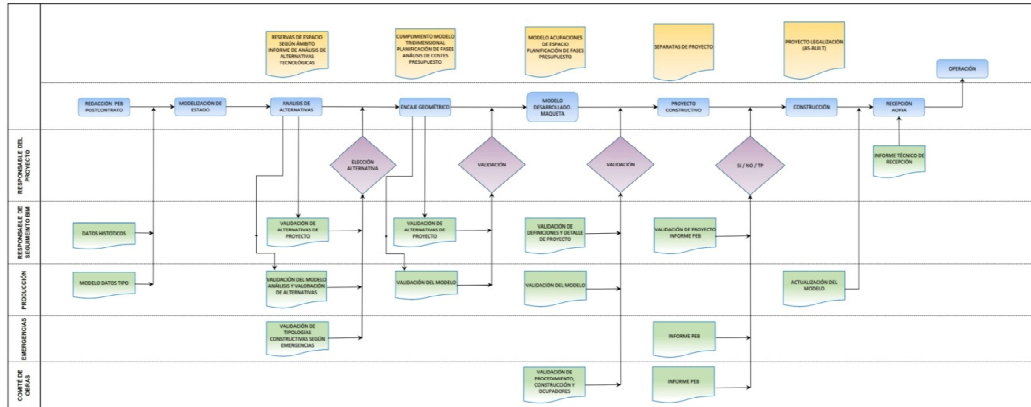 RESERVAS DE ESPACIO
SEGÚN ÁMBITO
INFORME DE ANÁLISIS DE
ALTERNATIVAS
TECNOLÓGICAS
CUMPLIMIENTO MODELO
TRIDIMENSIONAL
PLANIFICACIÓN DE FASES
ANÁLISIS DE COSTES
PRESUPUESTO
MODELO OCUPACIONES
DE ESPACIO
PLANIFICACIÓN DE FASES
PRESUPUESTO
SEPARATAS DE PROYECTO
PROYECTO LEGALIZACIÓN
(AS-BUILT)
OPERACIÓN
REDACCIÓN PEB
POSTCONTRATO
MODELIZACIÓN DE
ESTADO
ANÁLISIS DE
ALTERNATIVAS
ENCAJE GEOMÉTRICO
MODELO
DESARROLLADO
MAQUETA
PROYECTO
CONSTRUCTIVO
CONSTRUCCIÓN
RECEPCIÓN
RESPONSABLE DEL
PROYECTO
ELECCIÓN
ALTERNATIVA
VALIDACIÓN
VALIDACIÓN
SI / NO / TP
INFORME TÉCNICO DE
RECEPCIÓN
RESPONSABLE DE
SEGUIMIENTO BIM
DATOS HISTÓTICOS
VALIDACIÓN DE
ALTERNATIVAS DE
PROYECTO
VALIDACIÓN DE
ALTERNATIVAS DE
PROYECTO
VALIDACIÓN DE
DEFINICIONES Y DETALLE
DE PROYECTO
VALIDACIÓN DE PROYECTO
INFORME PEB
PRODUCCIÓN
MODELO DATOS TIPO
VALIDACIÓN DEL MODELO
ANÁLISIS Y VALORACIÓN
DE ALTERNATIVAS
VALIDACIÓN DEL MODELO
VALIDACIÓN DEL MODELO
ACTUALIZACIÓN DEL
MODELO
EMERGENCIAS
VALIDACIÓN DE
TIPOLOGÍAS
CONSTRUCTIVAS SEGÚN
EMERGENCIAS
INFORME PEB
COMITÉ DE
OBRAS
VALIDACIÓN DE
PROCEDIMIENTO,
CONSTRUCCIÓN Y
OCUPADORES
INFORME PEB